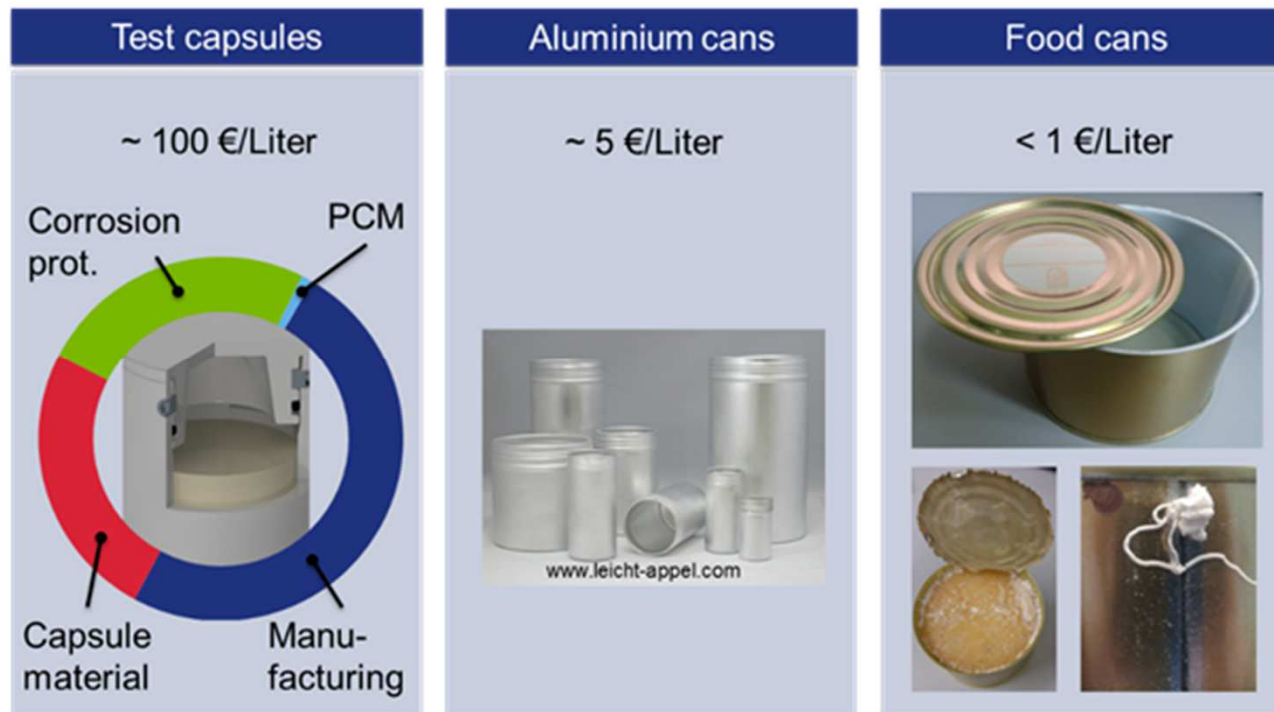 Test capsules
~ 100 €/Liter
Corrosion
prot.
PCM
Capsule
material
Manu-
facturing
Aluminium cans
~ 5 €/Liter
www.leicht-appel.com
Food cans
< 1 €/Liter